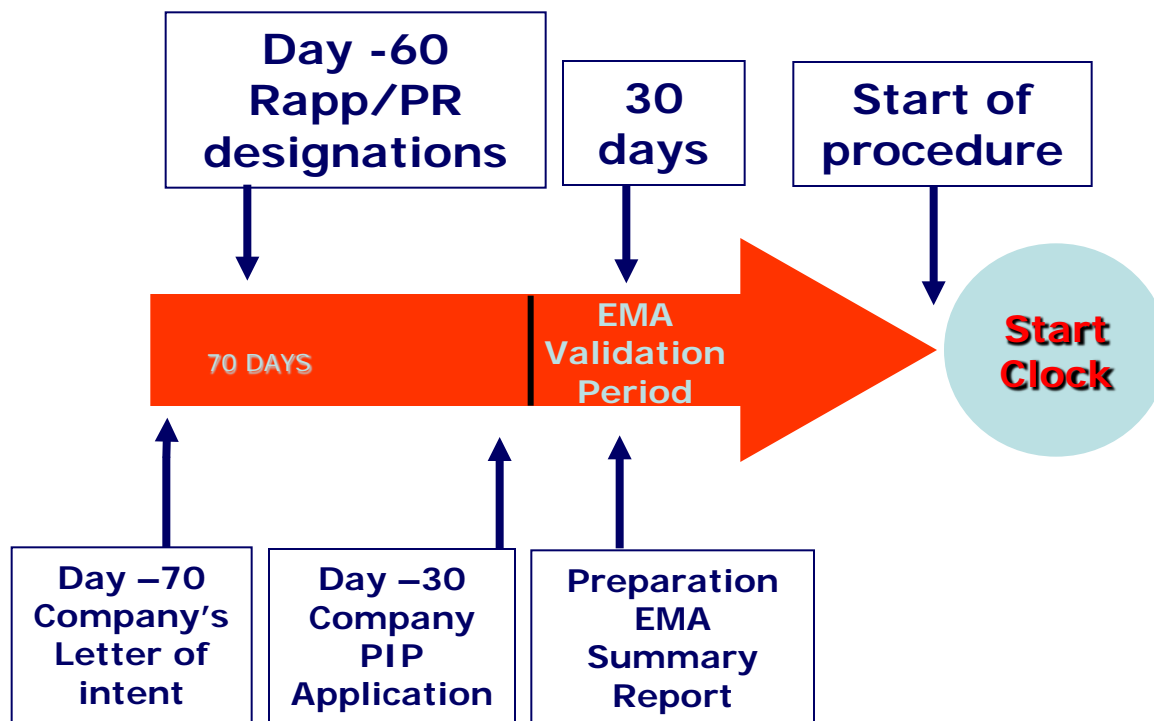 Day -60
Rapp/PR
designations
30
days
Start of
procedure
70 DAYS
EMA
Validation
Period
Start
Clock
Day –70
Company’s
Letter of
intent
Day –30
Company
PIP
Application
Preparation
EMA
Summary
Report